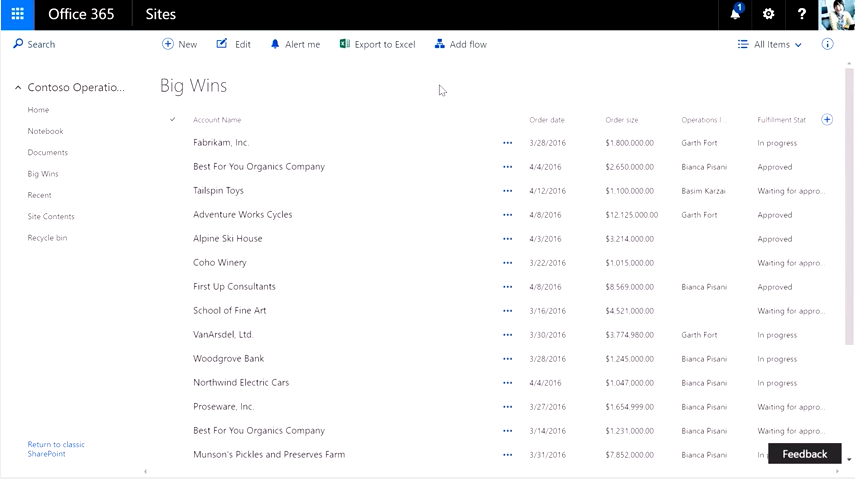 Office 365 Sites 1 ?
Search New Edit Alert me Export to Excel Add flow All Items
Contoso Operatio...
Home
Notebook
Documents
Big Wins
Recent
Site Contents
Recycle bin
Return to classic
SharePoint
Big Wins
Account Name Order date Order size Operations l... Fulfillment Stat
Fabrikam, Inc. 3/28/2016 $1,800,000.00 Garth Fort In progress
Best For You Organics Company 4/4/2016 $2,650,000.00 Bianca Pisani Approved
Tailspin Toys 4/12/2016 $1,100,000.00 Basim Karzai Waiting for appro...
Adventure Works Cycles 4/8/2016 $12,125,000.00 Garth Fort Approved
Alpine Ski House 4/3/2016 $3,214,000.00 Approved
Coho Winery 3/22/2016 $1,015,000.00 Waiting for appro...
First Up Consultants 4/8/2016 $8,569,000.00 Bianca Pisani Approved
School of Fine Art 3/16/2016 $4,521,000.00 Waiting for appro...
VanArsdel, Ltd. 3/30/2016 $3,774,980.00 Garth Fort In progress
Woodgrove Bank 3/28/2016 $1,245,000.00 Bianca Pisani In progress
Northwind Electric Cars 4/4/2016 $1,047,000.00 Bianca Pisani In progress
Proseware, Inc. 3/27/2016 $1,654,999.00 Bianca Pisani Waiting for appro...
Best For You Organics Company 3/14/2016 $1,231,000.00 Bianca Pisani Waiting for appro...
Munson's Pickles and Preserves Farm 3/31/2016 $7,852,000.00 Bianca Pisani
Feedback